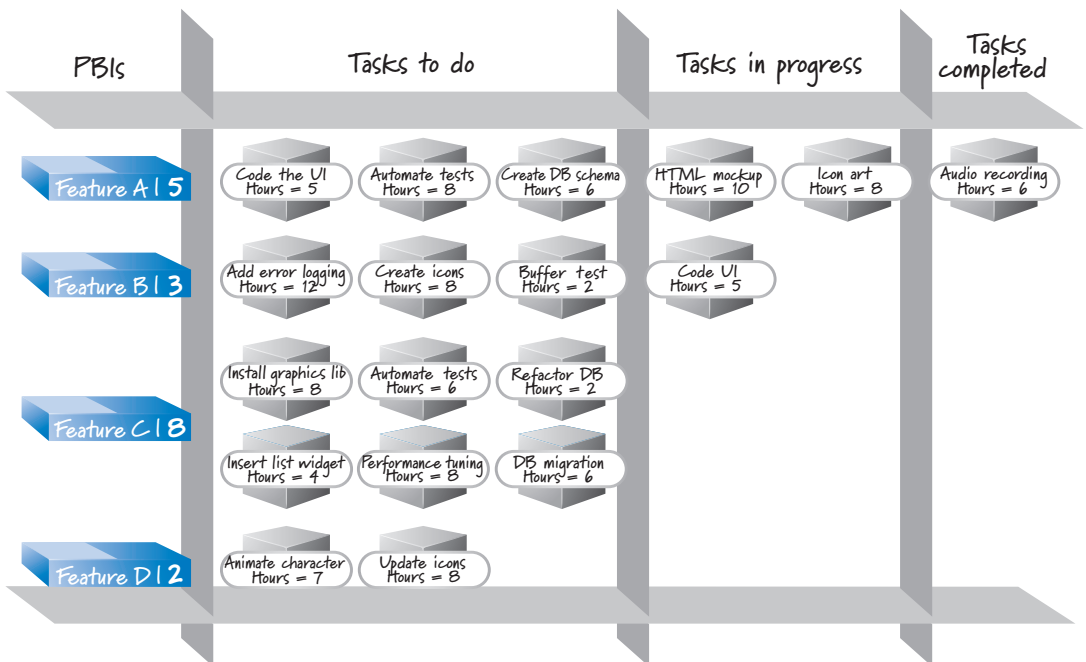 PBIs
Tasks to do
Tasks in progress
Tasks
completed
Feature A | 5
Code the UI
Hours = 5
Automate tests
Hours = 8
Create DB schema
Hours = 6
HTML mockup
Hours = 10
Icon art
Hours = 8
Audio recording
Hours = 6
Feature B | 3
Add error logging
Hours = 12
Create icons
Hours = 8
Buffer test
Hours = 2
Code UI
Hours = 5
Feature C | 8
Install graphics lib
Hours = 8
Automate tests
Hours = 6
Refactor DB
Hours = 2
Insert list widget
Hours = 4
Performance tuning
Hours = 8
DB migration
Hours = 6
Feature D | 2
Animate character
Hours = 7
Update icons
Hours = 8